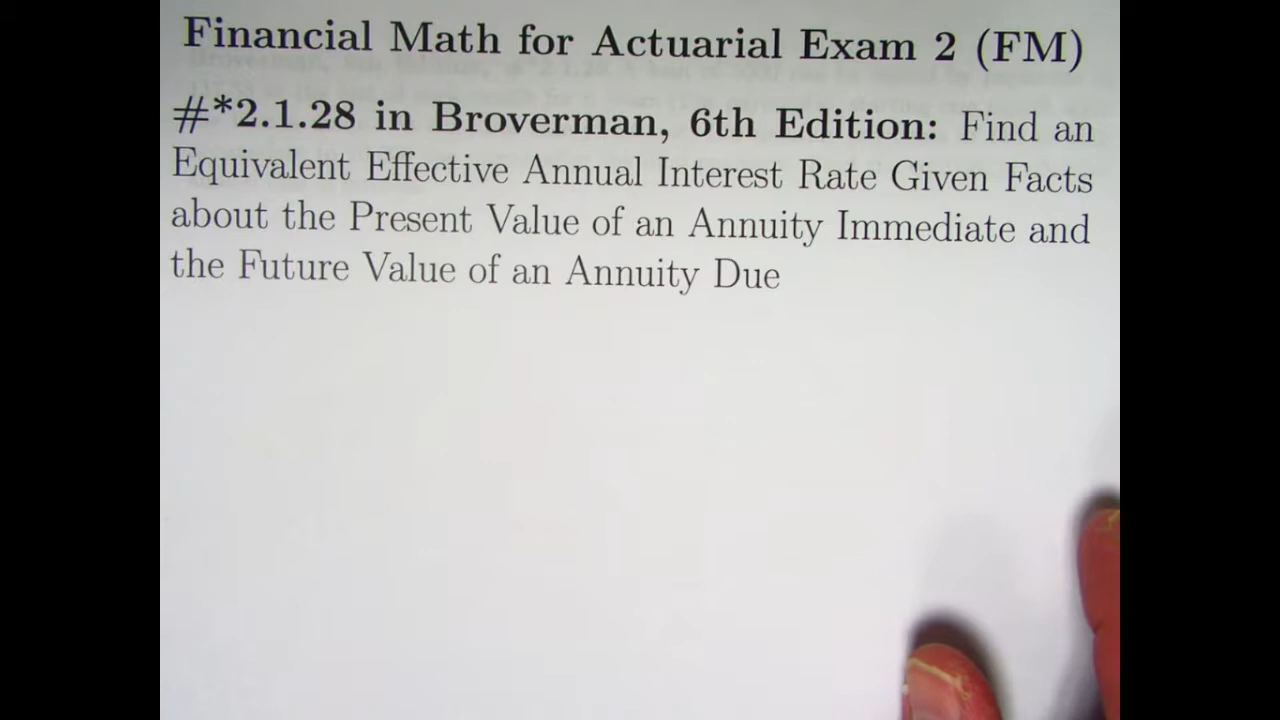 Financial Math for Actuarial Exam 2 (FM)
#*2.1.28 in Broverman, 6th Edition: Find an
Equivalent Effective Annual Interest Rate Given Facts
about the Present Value of an Annuity Immediate and
the Future Value of an Annuity Due